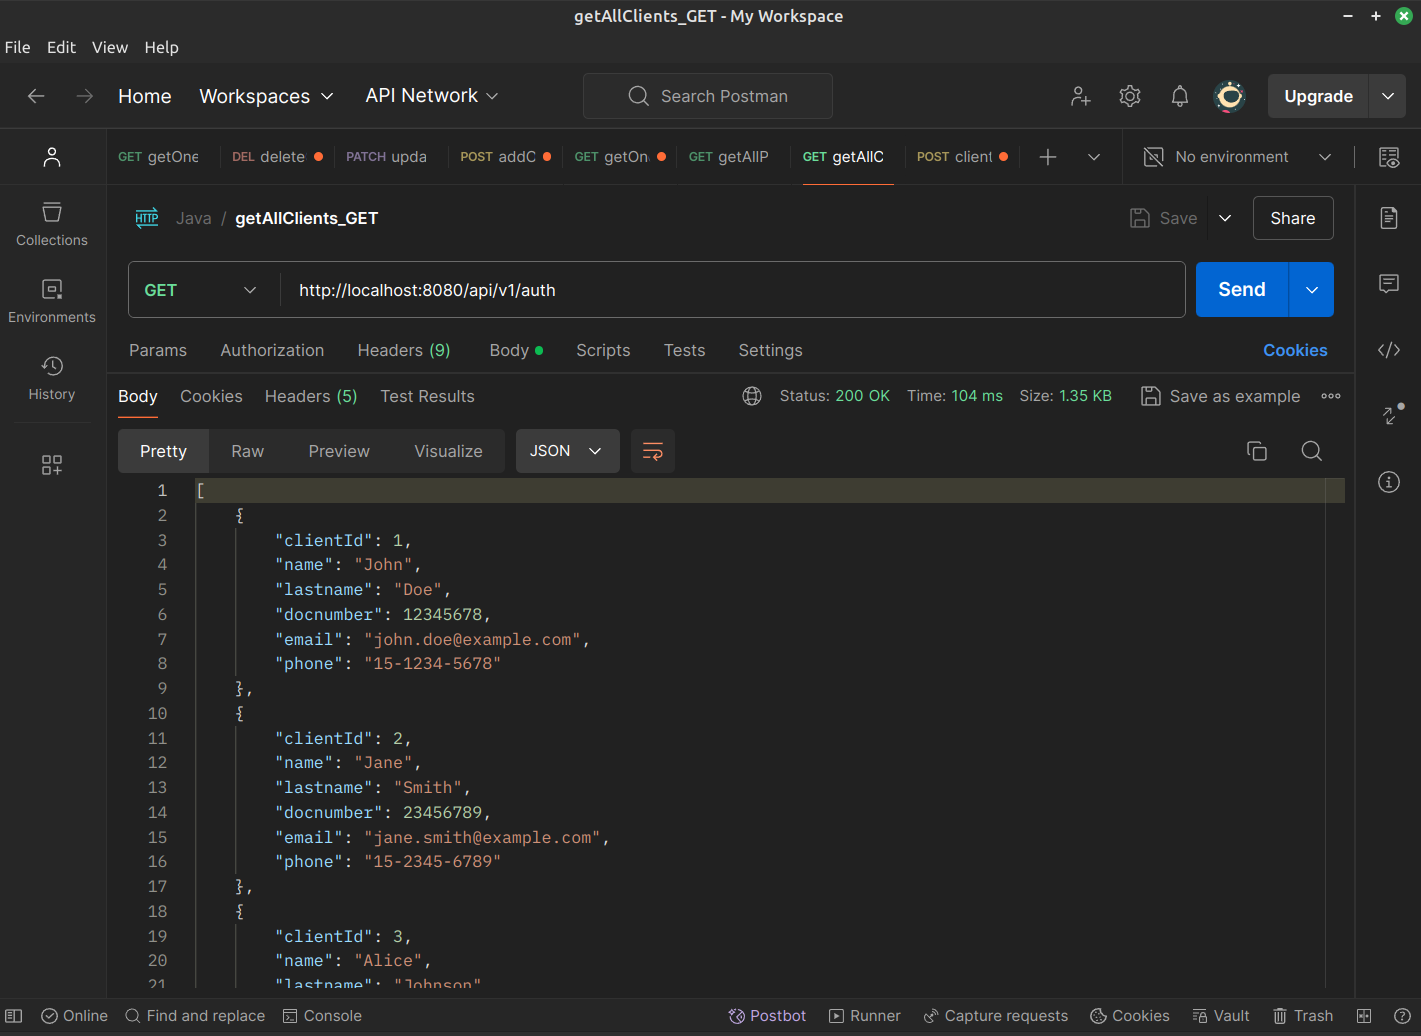 getAllClients_GET - My Workspace
File Edit View Help
Home Workspaces API Network Search Postman Upgrade
GET getOne DEL delete PATCH upda POST addC GET getOn GET getAllP GET getAllC POST client No environment
HTTP Java / getAllClients_GET Save Share
Collections
GET http://localhost:8080/api/v1/auth Send
Environments
Params Authorization Headers (9) Body Scripts Tests Settings Cookies
History
Body Cookies Headers (5) Test Results Status: 200 OK Time: 104 ms Size: 1.35 KB Save as example
Pretty Raw Preview Visualize JSON
1 [
2 {
3 "clientId": 1,
4 "name": "John",
5 "lastname": "Doe",
6 "docnumber": 12345678,
7 "email": "john.doe@example.com",
8 "phone": "15-1234-5678"
9 },
10 {
11 "clientId": 2,
12 "name": "Jane",
13 "lastname": "Smith",
14 "docnumber": 23456789,
15 "email": "jane.smith@example.com",
16 "phone": "15-2345-6789"
17 },
18 {
19 "clientId": 3,
20 "name": "Alice",
21 "lastname": "Johnson"
Online Find and replace Console Postbot Runner Capture requests Cookies Vault Trash